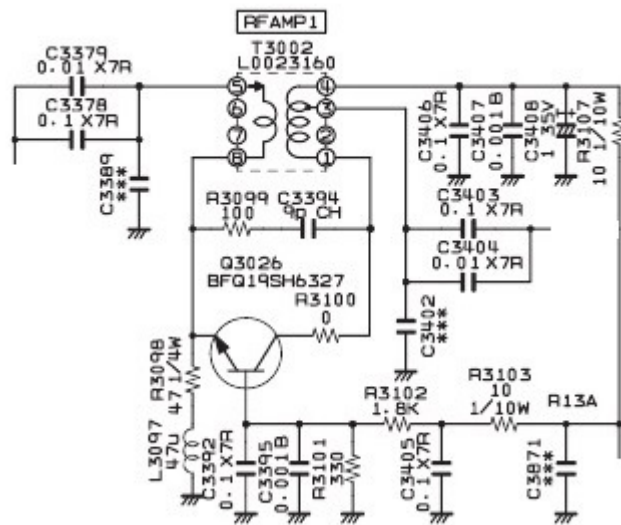 RFAMP1
T3002
L0023160
C3379
0.01 X7R
C3378
0.1 X7R
C3389
***
5
6
7
8
4
3
2
1
C3406
0.1 X7R
C3407
0.001B
C3408
1 35V
R3107
10 1/10W
R3099
100
C3394
9p CH
C3403
0.1 X7R
C3404
0.01X7R
Q3026
BFQ19SH6327
R3100
0
C3402
***
R3098
47 1/4W
L3097
47u
C3392
0.1 X7R
C3395
0.001B
R3101
330
R3102
1.8K
C3405
0.1 X7R
R3103
10
1/10W
R13A
C3871
***